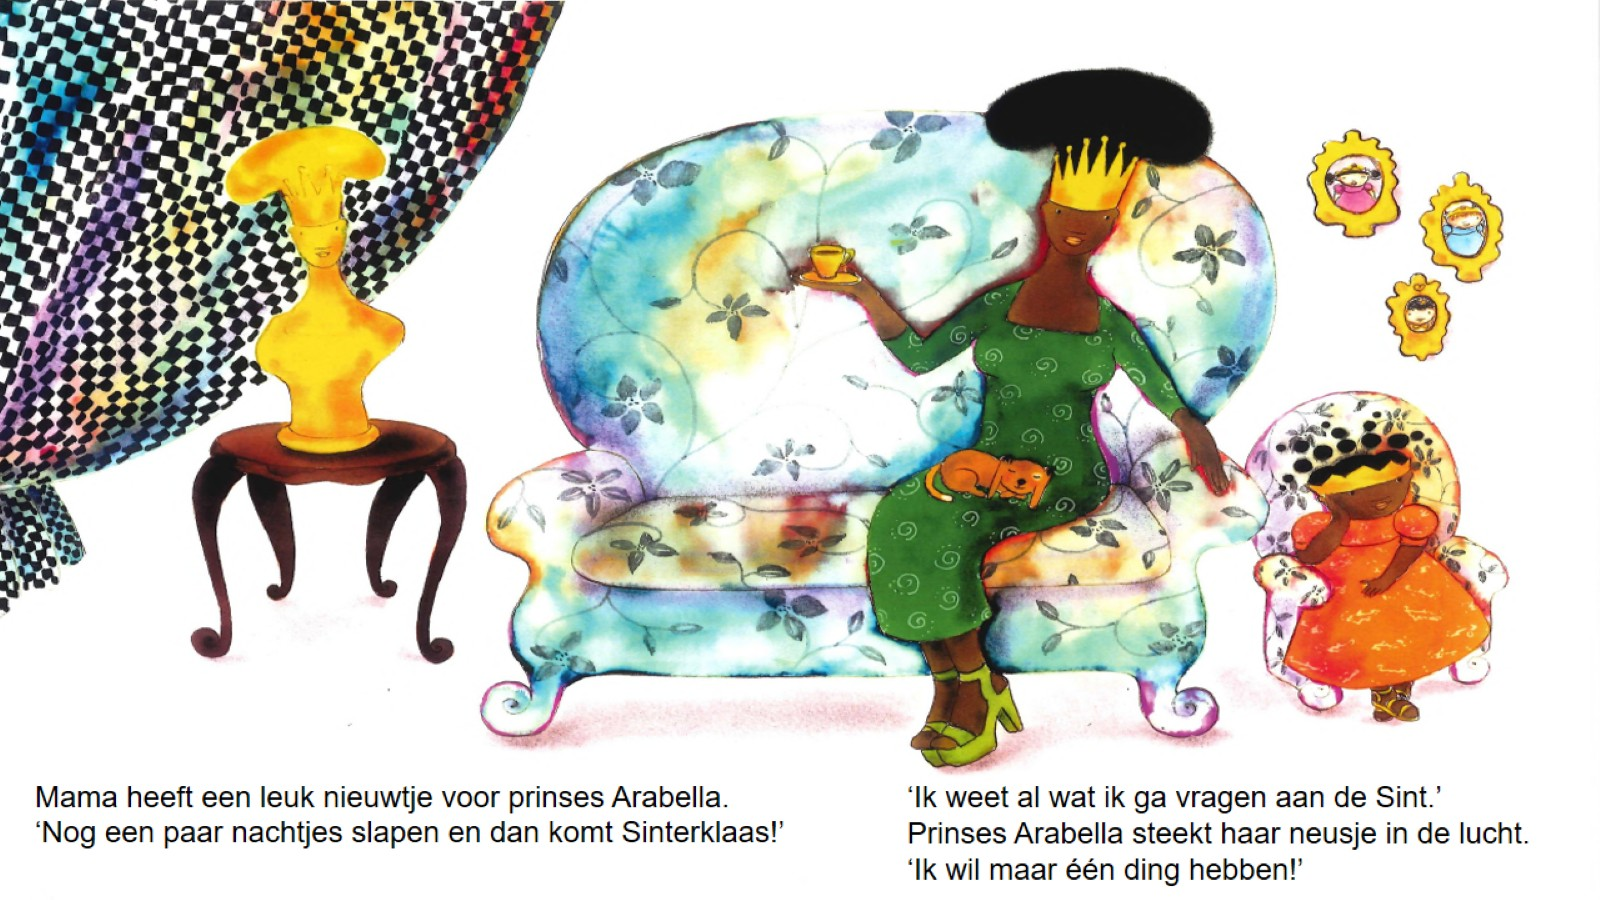 Mama heeft een leuk nieuwtje voor prinses Arabella.
‘Nog een paar nachtjes slapen en dan komt Sinterklaas!’
‘Ik weet al wat ik ga vragen aan de Sint.’
Prinses Arabella steekt haar neusje in de lucht.
‘Ik wil maar één ding hebben!’